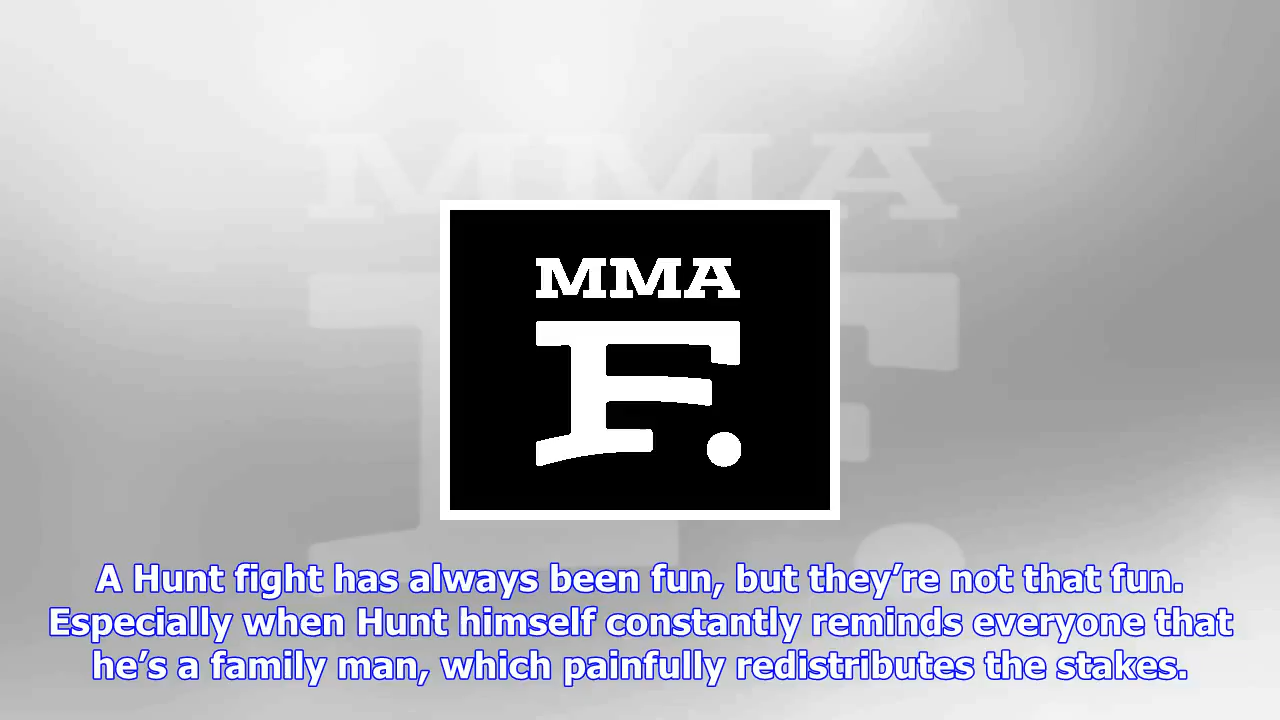 MMA
F.
A Hunt fight has always been fun, but they’re not that fun.
Especially when Hunt himself constantly reminds everyone that
he’s a family man, which painfully redistributes the stakes.